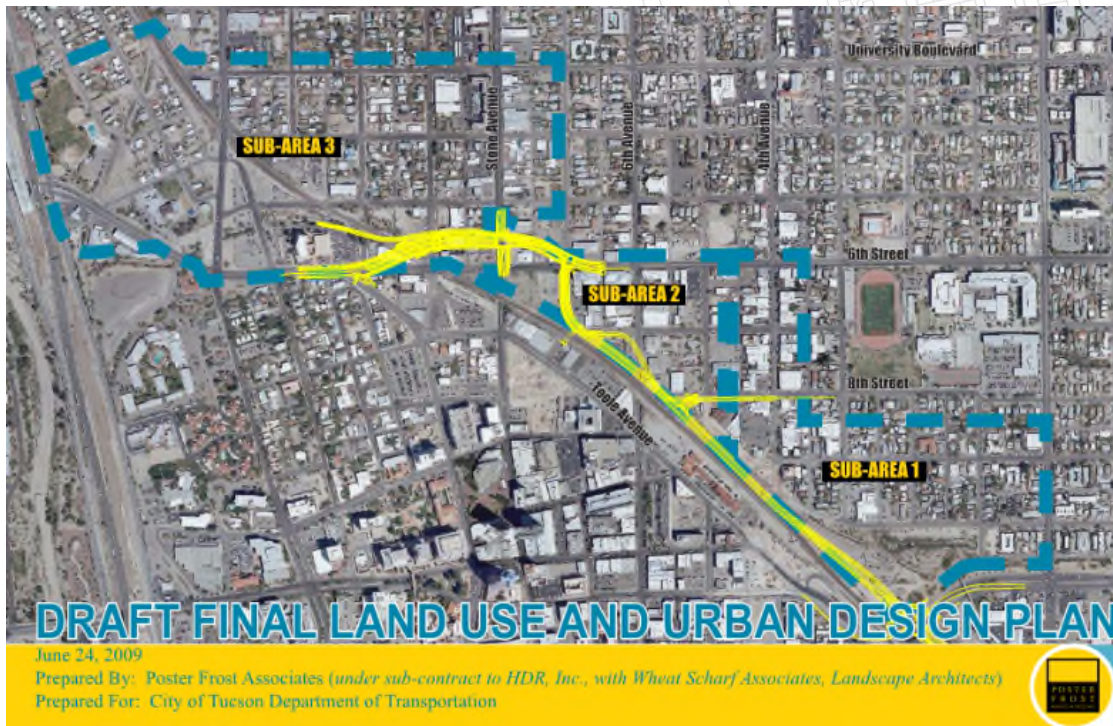 University Boulevard
SUB-AREA 3
Stone Avenue
6th Avenue
4th Avenue
6th Street
SUB-AREA 2
8th Street
Toole Avenue
SUB-AREA 1
DRAFT FINAL LAND USE AND URBAN DESIGN PLAN
June 24, 2009
Prepared By: Poster Frost Associates (under sub-contract to HDR, Inc., with Wheat Scharf Associates, Landscape Architects)
Prepared For: City of Tucson Department of Transportation
POSTER
FROST